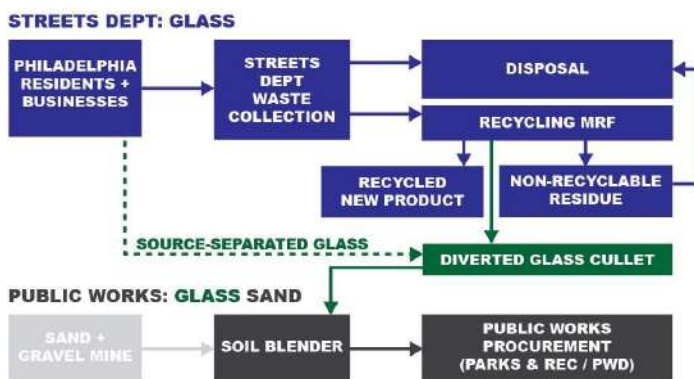 STREETS DEPT: GLASS
PHILADELPHIA
RESIDENTS +
BUSINESSES
STREETS
DEPT
WASTE
COLLECTION
DISPOSAL
RECYCLING MRF
RECYCLED
NEW PRODUCT
NON-RECYCLABLE
RESIDUE
SOURCE-SEPARATED GLASS
DIVERTED GLASS CULLET
PUBLIC WORKS: GLASS SAND
SAND +
GRAVEL MINE
SOIL BLENDER
PUBLIC WORKS
PROCUREMENT
(PARKS & REC / PWD)